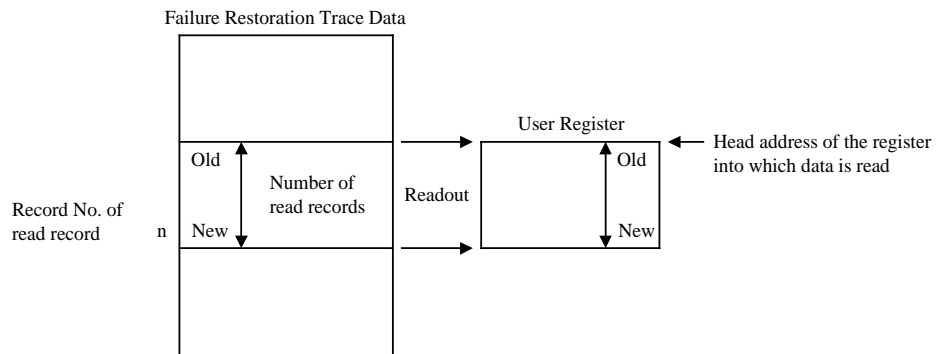 Failure Restoration Trace Data
User Register
Old
Number of
read records
Readout
Old
Head address of the register
into which data is read
Record No. of
read record
n
New
New